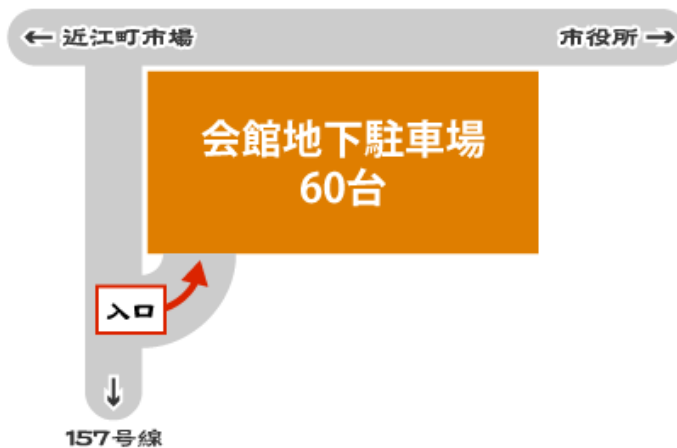 ← 近江町市場
市役所 →
会館地下駐車場
60台
入口
↓
157号線